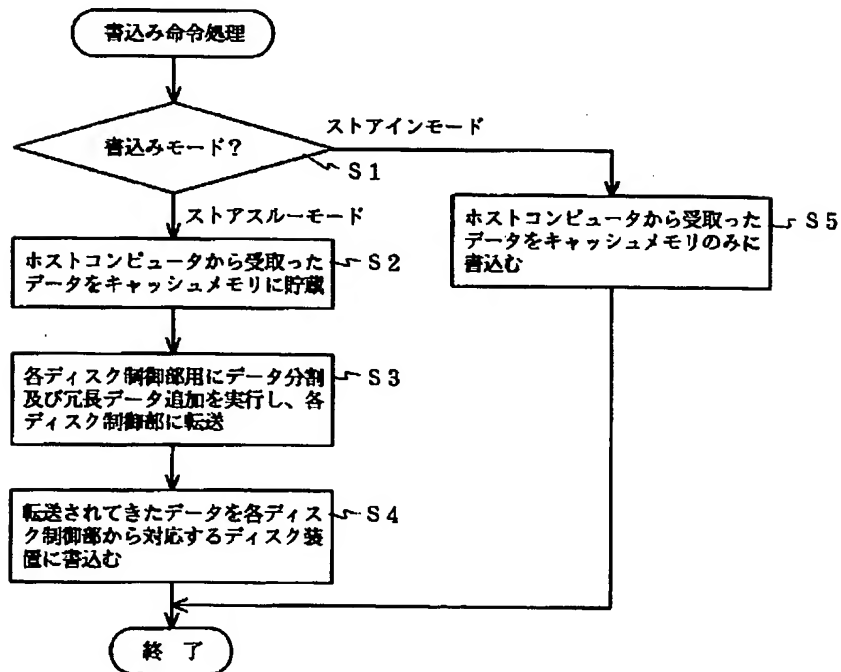 書込み命令処理
書込みモード？
ストアインモード
S1
ストアスルーモード
ホストコンピュータから受取った
データをキャッシュメモリに貯蔵
S2
ホストコンピュータから受取った
データをキャッシュメモリのみに
書込む
S5
各ディスク制御部用にデータ分割
及び冗長データ追加を実行し、各
ディスク制御部に転送
S3
転送されてきたデータを各ディス
ク制御部から対応するディスク装
置に書込む
S4
終了